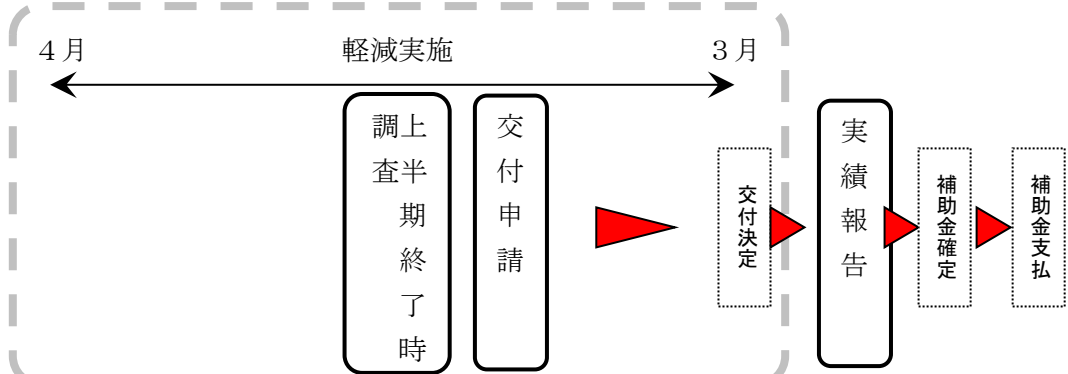 4月
軽減実施
3月
上半期終了時
調査
交付申請
交付決定
実績報告
補助金確定
補助金支払